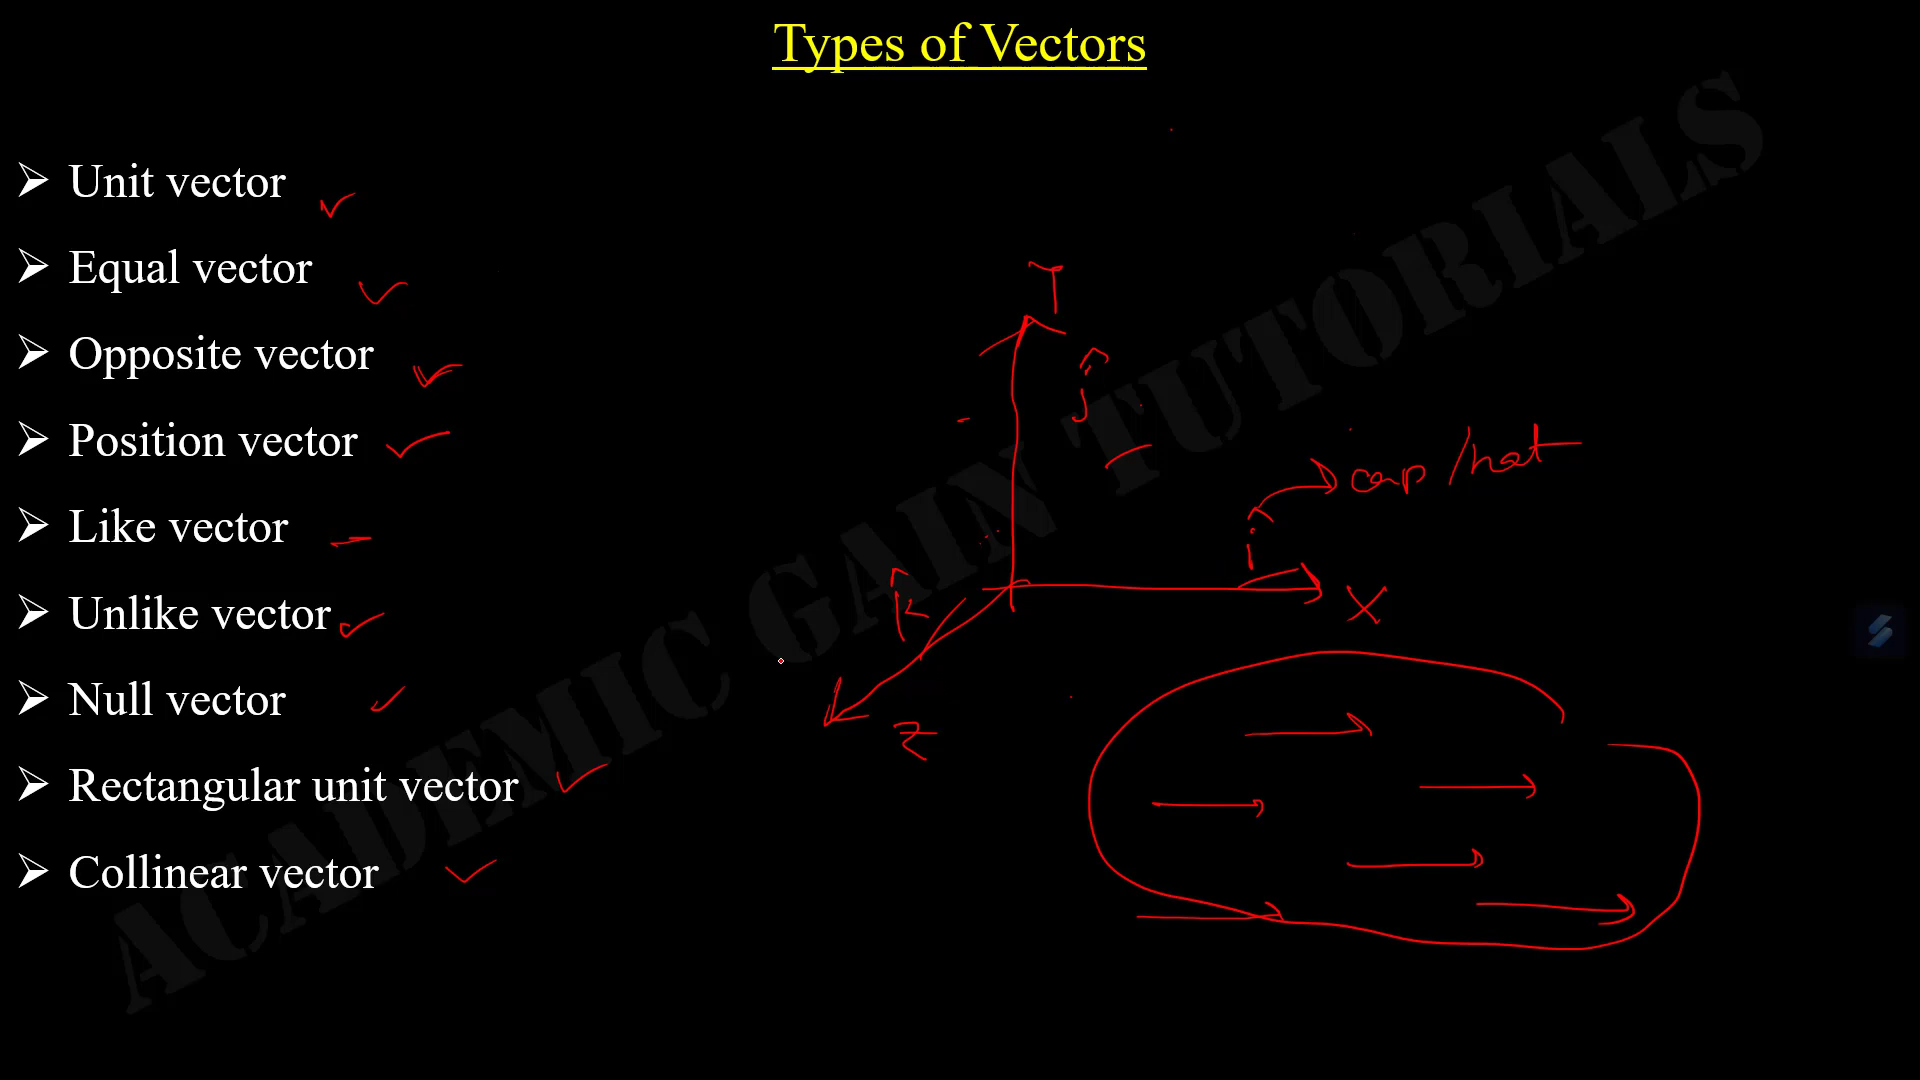 Types of Vectors
➢ Unit vector
➢ Equal vector
➢ Opposite vector
➢ Position vector
➢ Like vector
➢ Unlike vector
➢ Null vector
➢ Rectangular unit vector
➢ Collinear vector
ĵ
î
cap/hat
k̂
X
Z
ACADEMIC GAIN TUTORIALS